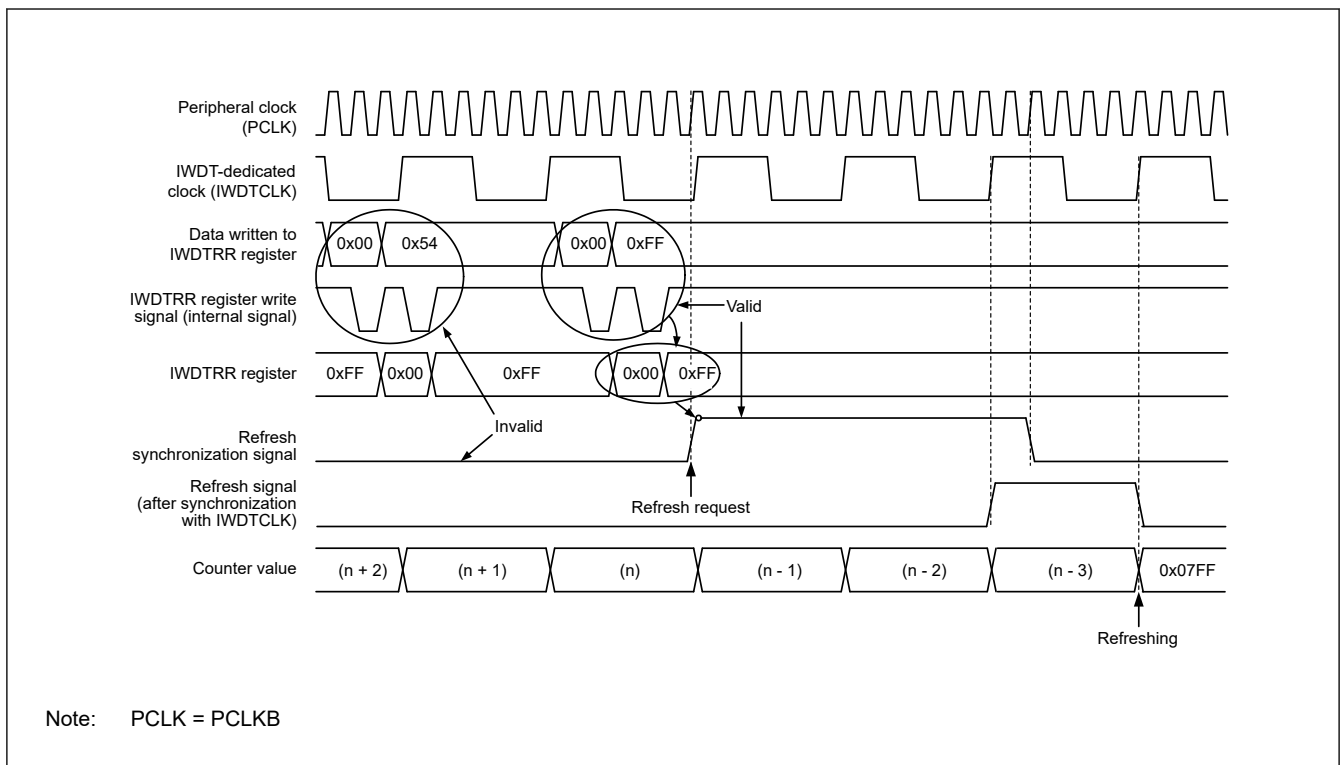 Peripheral clock
(PCLK)
IWDT-dedicated
clock (IWDTCLK)
Data written to
IWDTRR register
0x00
0x54
0x00
0xFF
IWDTRR register write
signal (internal signal)
Valid
IWDTRR register
0xFF
0x00
0xFF
0x00
0xFF
Invalid
Refresh
synchronization signal
Refresh signal
(after synchronization
with IWDTCLK)
Refresh request
Counter value
(n + 2)
(n + 1)
(n)
(n - 1)
(n - 2)
(n - 3)
0x07FF
Refreshing
Note: PCLK = PCLKB